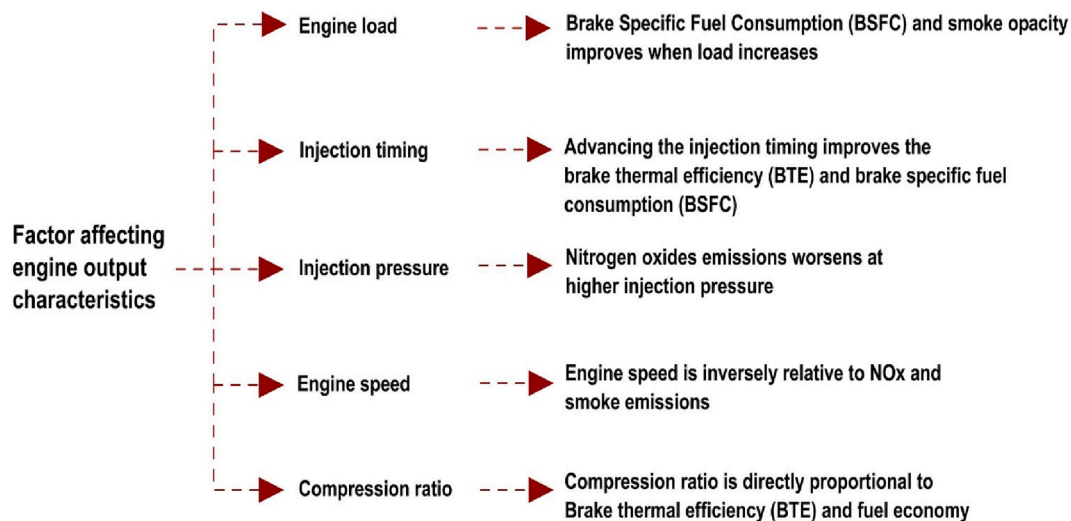 Engine load
Brake Specific Fuel Consumption (BSFC) and smoke opacity
improves when load increases
Injection timing
Advancing the injection timing improves the
brake thermal efficiency (BTE) and brake specific fuel
consumption (BSFC)
Factor affecting
engine output
characteristics
Injection pressure
Nitrogen oxides emissions worsens at
higher injection pressure
Engine speed
Engine speed is inversely relative to NOx and
smoke emissions
Compression ratio
Compression ratio is directly proportional to
Brake thermal efficiency (BTE) and fuel economy